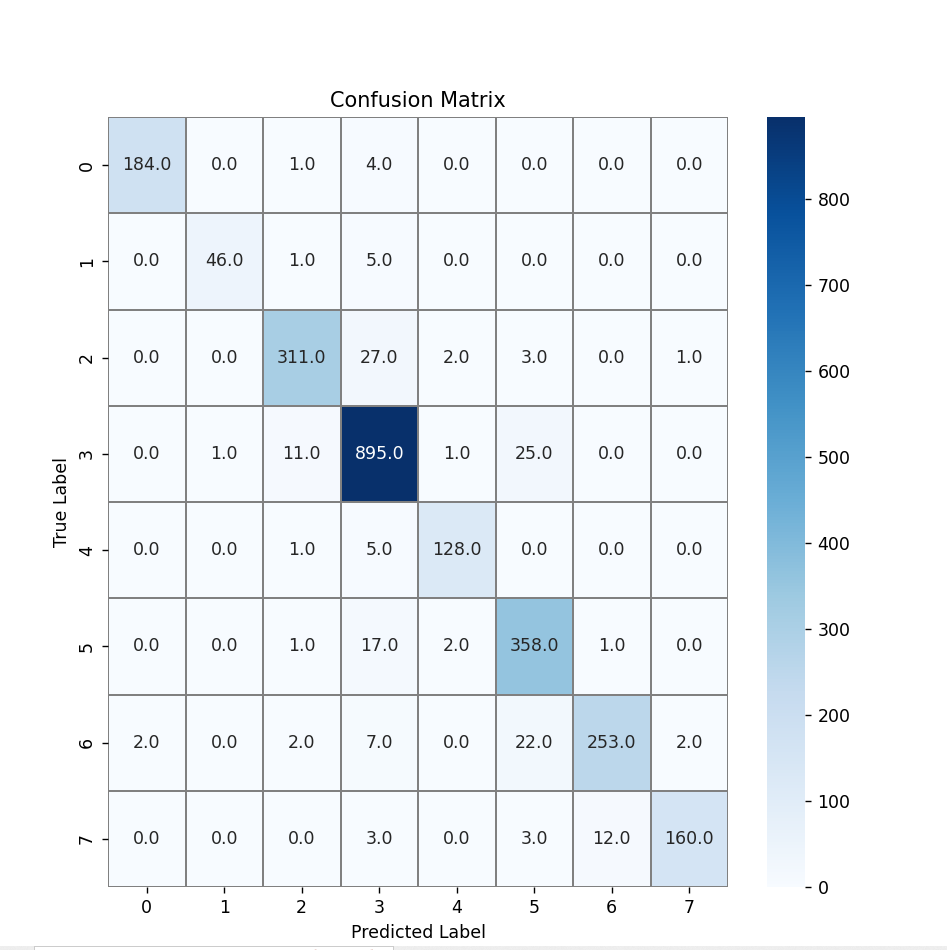 Confusion Matrix
0 184.0 0.0 1.0 4.0 0.0 0.0 0.0 0.0
1 0.0 46.0 1.0 5.0 0.0 0.0 0.0 0.0
2 0.0 0.0 311.0 27.0 2.0 3.0 0.0 1.0
3 0.0 1.0 11.0 895.0 1.0 25.0 0.0 0.0
4 0.0 0.0 1.0 5.0 128.0 0.0 0.0 0.0
5 0.0 0.0 1.0 17.0 2.0 358.0 1.0 0.0
6 2.0 0.0 2.0 7.0 0.0 22.0 253.0 2.0
7 0.0 0.0 0.0 3.0 0.0 3.0 12.0 160.0
0 1 2 3 4 5 6 7
Predicted Label
True Label
800
700
600
500
400
300
200
100
0